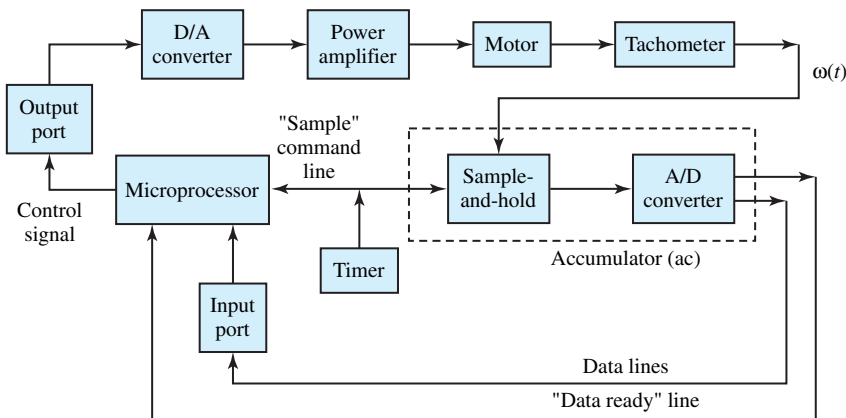 D/A
converter
Power
amplifier
Motor
Tachometer
ω(t)
Output
port
"Sample"
command
line
Microprocessor
Sample-
and-hold
A/D
converter
Control
signal
Timer
Accumulator (ac)
Input
port
Data lines
"Data ready" line